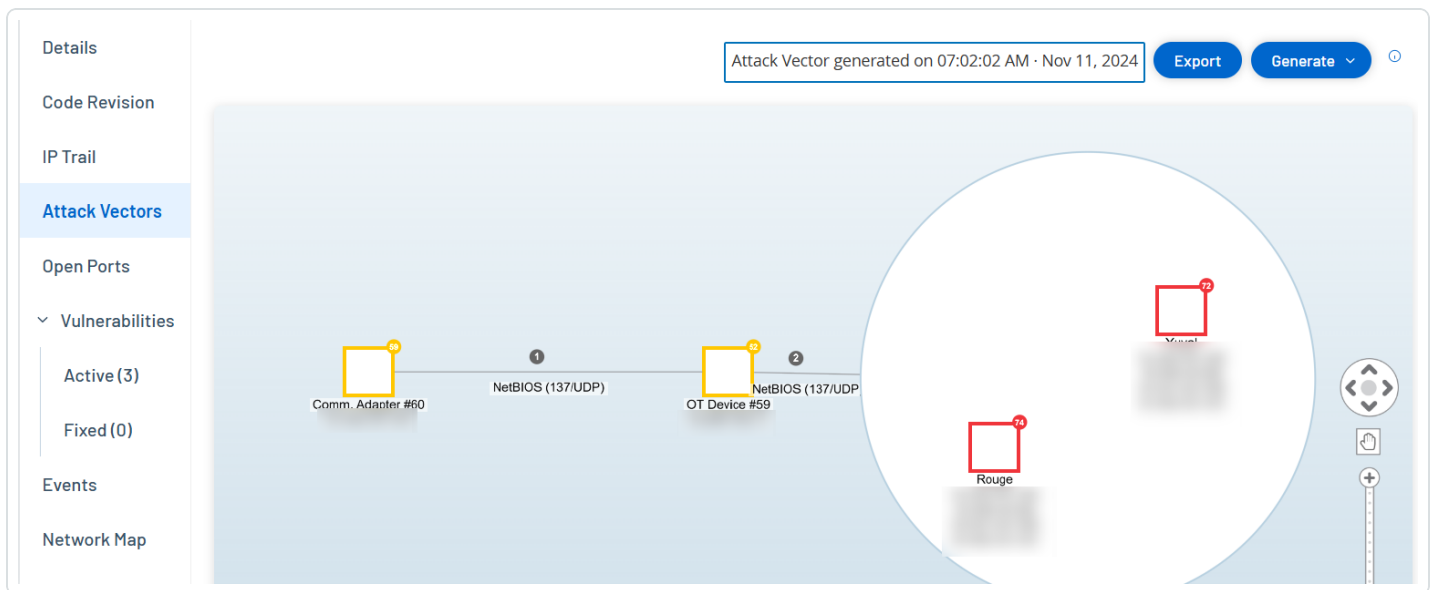 Details
Code Revision
IP Trail
Attack Vectors
Open Ports
Vulnerabilities
Active (3)
Fixed (0)
Events
Network Map
Attack Vector generated on 07:02:02 AM · Nov 11, 2024
Export
Generate
72
Yuval
1
2
NetBIOS (137/UDP)
NetBIOS (137/UDP
Comm. Adapter #60
OT Device #59
74
Rouge